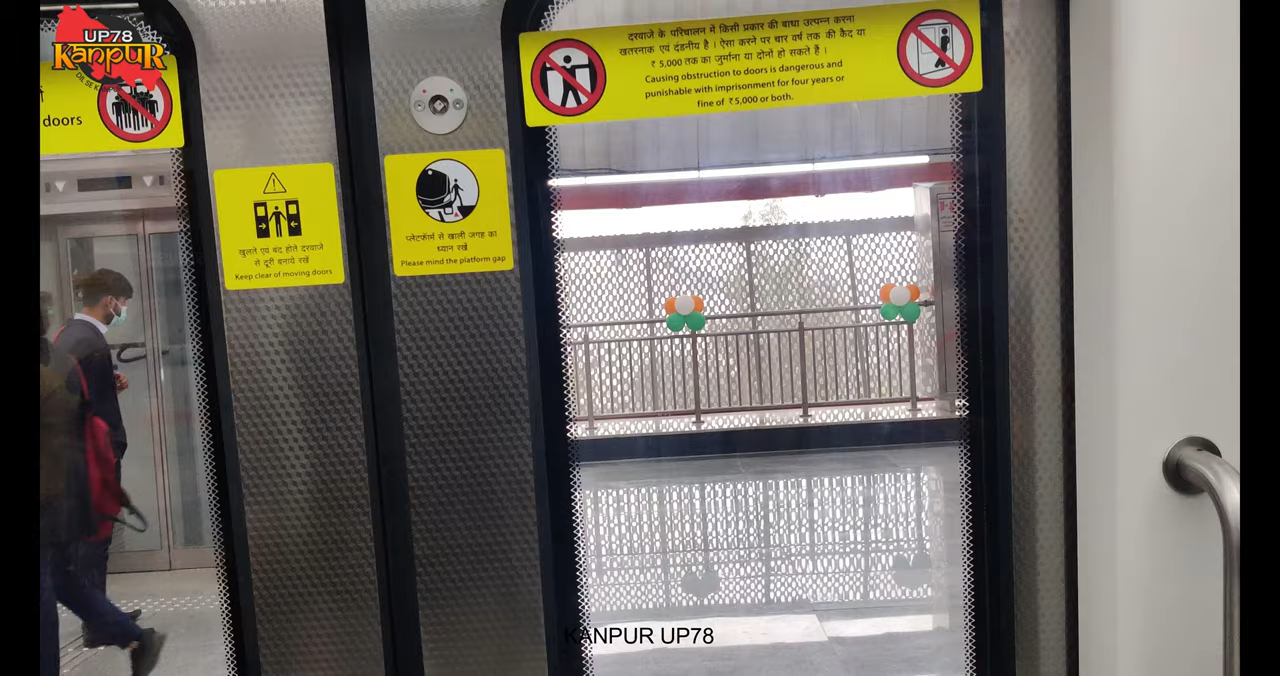 UP78
KANPUR
DIL SE KANPURIYA
doors
दरवाजे के परिचालन में किसी प्रकार की बाधा उत्पन्न करना
खतरनाक एवं दंडनीय है । ऐसा करने पर चार वर्ष तक की कैद या
₹ 5,000 तक का जुर्माना या दोनों हो सकते हैं ।
Causing obstruction to doors is dangerous and
punishable with imprisonment for four years or
fine of ₹5,000 or both.
खुलते एवं बंद होते दरवाजे
से दूरी बनाये रखें
Keep clear of moving doors
प्लेटफॉर्म से खाली जगह का
ध्यान रखें
Please mind the platform gap
KANPUR UP78